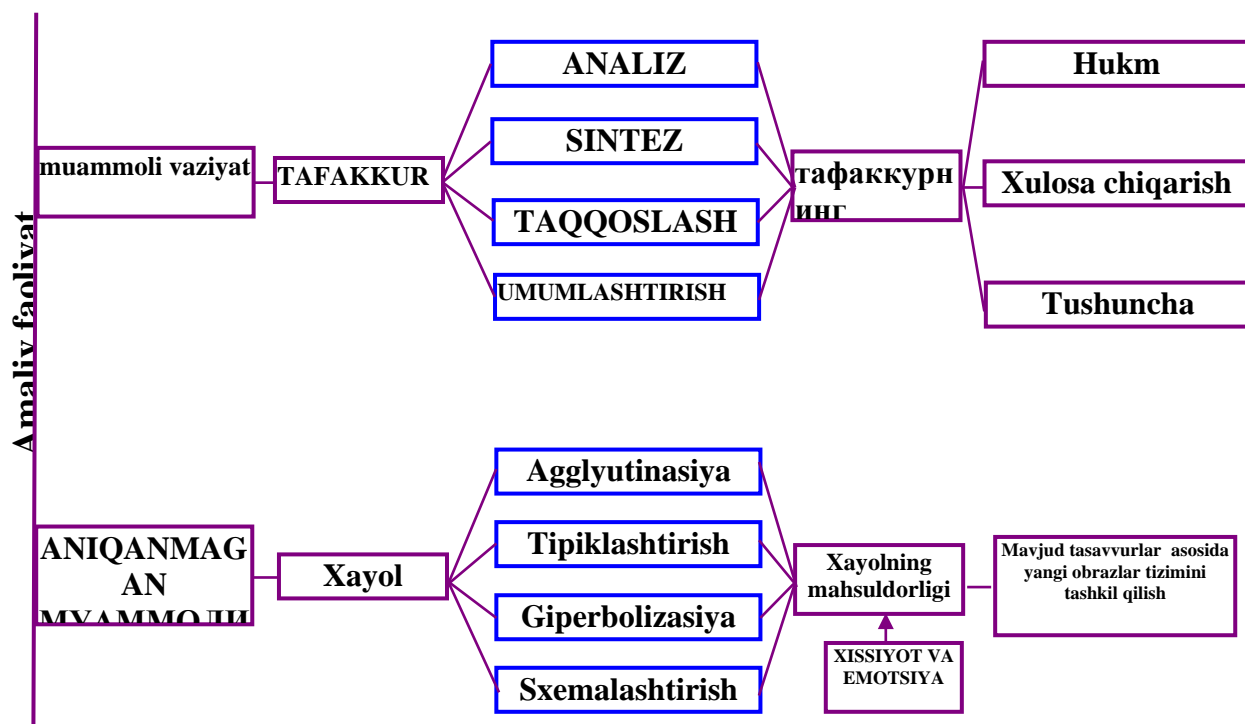 Amaliy faoliyat
muammoli vaziyat
TAFAKKUR
ANALIZ
SINTEZ
TAQQOSLASH
UMUMLASHTIRISH
тафаккурн
инг
Hukm
Xulosa chiqarish
Tushuncha
ANIQANMAG
AN
МУАММОЛИ
Xayol
Agglyutinasiya
Tipiklashtirish
Giperbolizasiya
Sxemalashtirish
Xayolning
mahsuldorligi
XISSIYOT VA
EMOTSIYA
Mavjud tasavvurlar asosida
yangi obrazlar tizimini
tashkil qilish